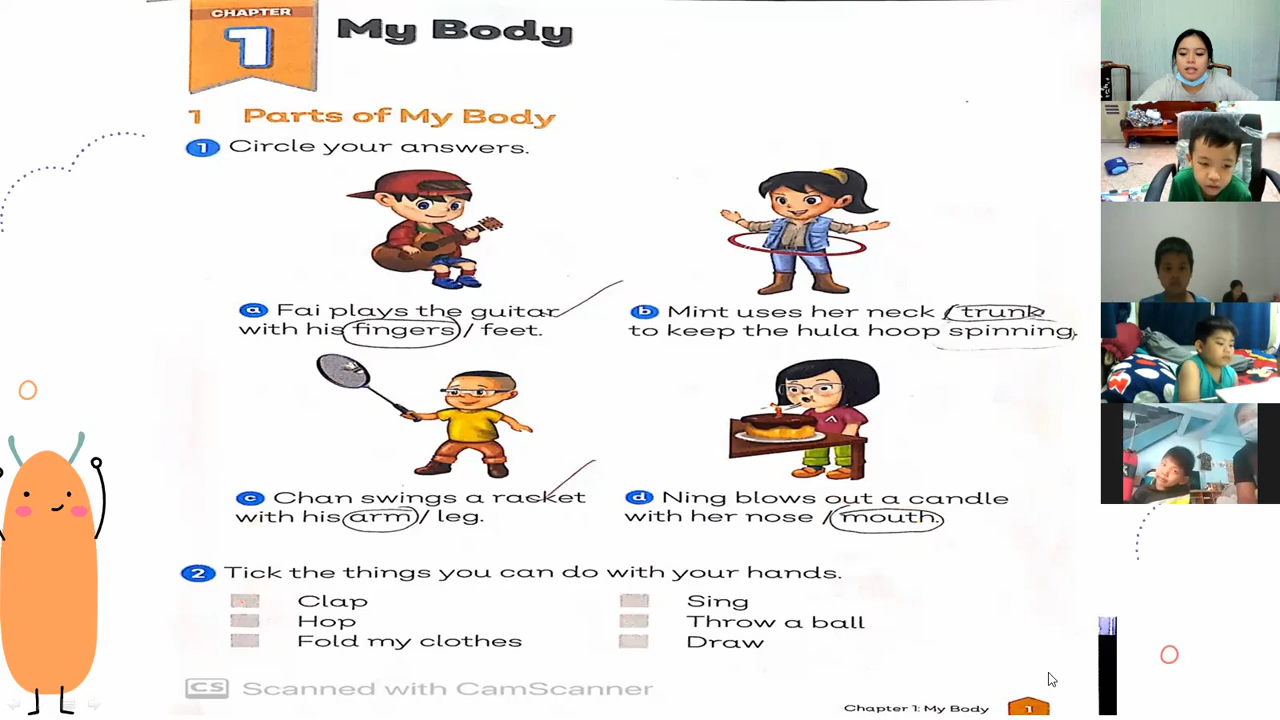 CHAPTER
1
My Body
1 Parts of My Body
1 Circle your answers.
a Fai plays the guitar
with his fingers / feet.
b Mint uses her neck / trunk
to keep the hula hoop spinning.
c Chan swings a racket
with his arm / leg.
d Ning blows out a candle
with her nose / mouth.
2 Tick the things you can do with your hands.
Clap
Hop
Fold my clothes
Sing
Throw a ball
Draw
CS Scanned with CamScanner
Chapter 1: My Body 1